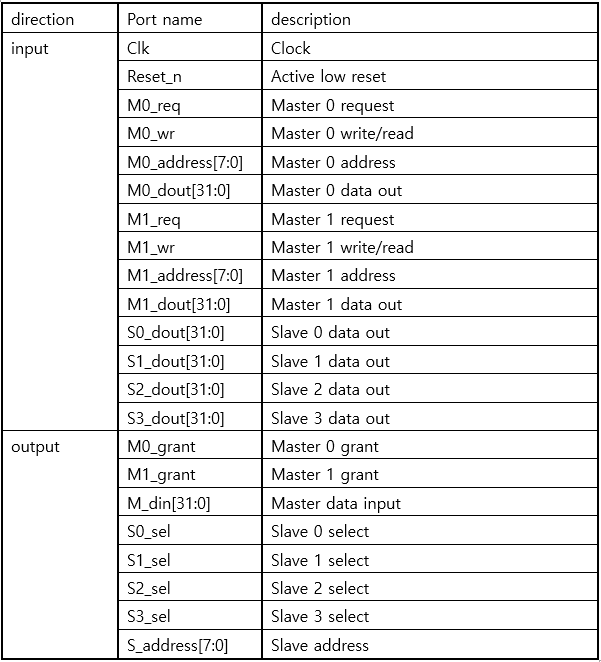 direction Port name description
input Clk Clock
Reset_n Active low reset
M0_req Master 0 request
M0_wr Master 0 write/read
M0_address[7:0] Master 0 address
M0_dout[31:0] Master 0 data out
M1_req Master 1 request
M1_wr Master 1 write/read
M1_address[7:0] Master 1 address
M1_dout[31:0] Master 1 data out
S0_dout[31:0] Slave 0 data out
S1_dout[31:0] Slave 1 data out
S2_dout[31:0] Slave 2 data out
S3_dout[31:0] Slave 3 data out
output M0_grant Master 0 grant
M1_grant Master 1 grant
M_din[31:0] Master data input
S0_sel Slave 0 select
S1_sel Slave 1 select
S2_sel Slave 2 select
S3_sel Slave 3 select
S_address[7:0] Slave address